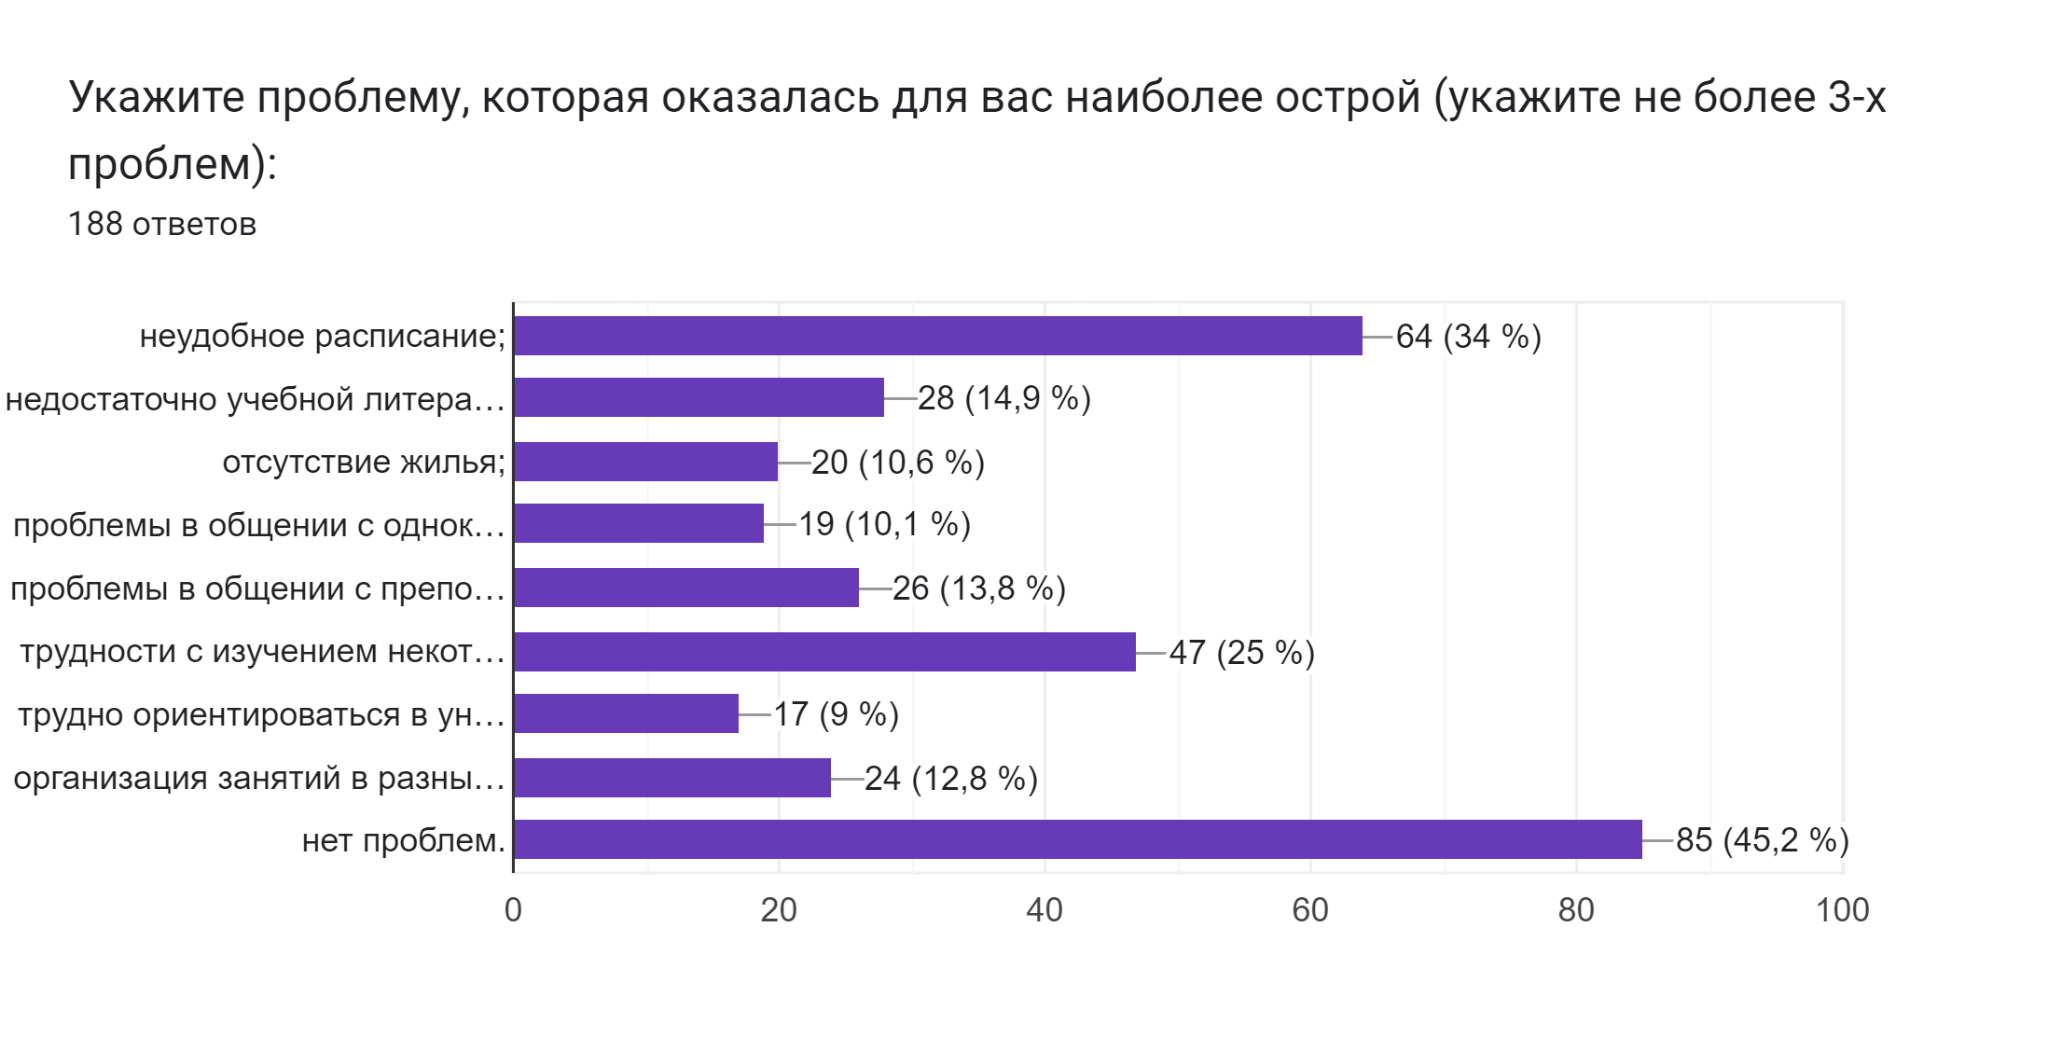 Укажите проблему, которая оказалась для вас наиболее острой (укажите не более 3-х
проблем):
188 ответов
неудобное расписание; 64 (34 %)
недостаточно учебной литера… 28 (14,9 %)
отсутствие жилья; 20 (10,6 %)
проблемы в общении с однок… 19 (10,1 %)
проблемы в общении с препо… 26 (13,8 %)
трудности с изучением некот… 47 (25 %)
трудно ориентироваться в ун… 17 (9 %)
организация занятий в разны… 24 (12,8 %)
нет проблем. 85 (45,2 %)
0 20 40 60 80 100